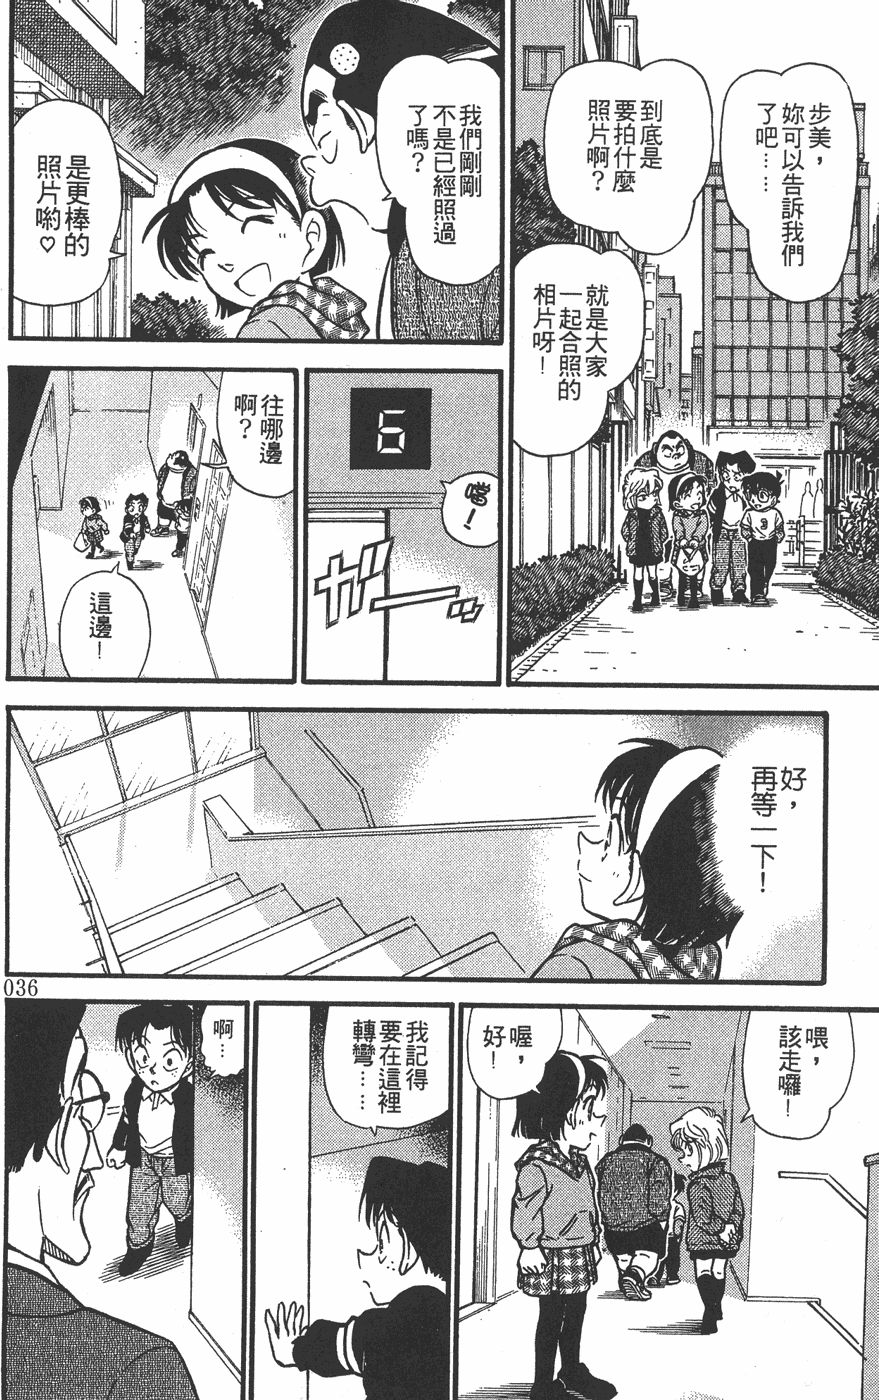 步美，
妳可以告訴我們
了吧……
到底是
要拍什麼
照片啊？
就是大家
一起合照的
相片呀！
我們剛剛
不是已經照過
了嗎？
是更棒的
照片喲♡
6
噹！
ガーッ
往哪邊
啊？
這邊！
好，
再等一下！
036
喂，
該走囉！
喔，
好！
我記得
要在這裡
轉彎……
啊…